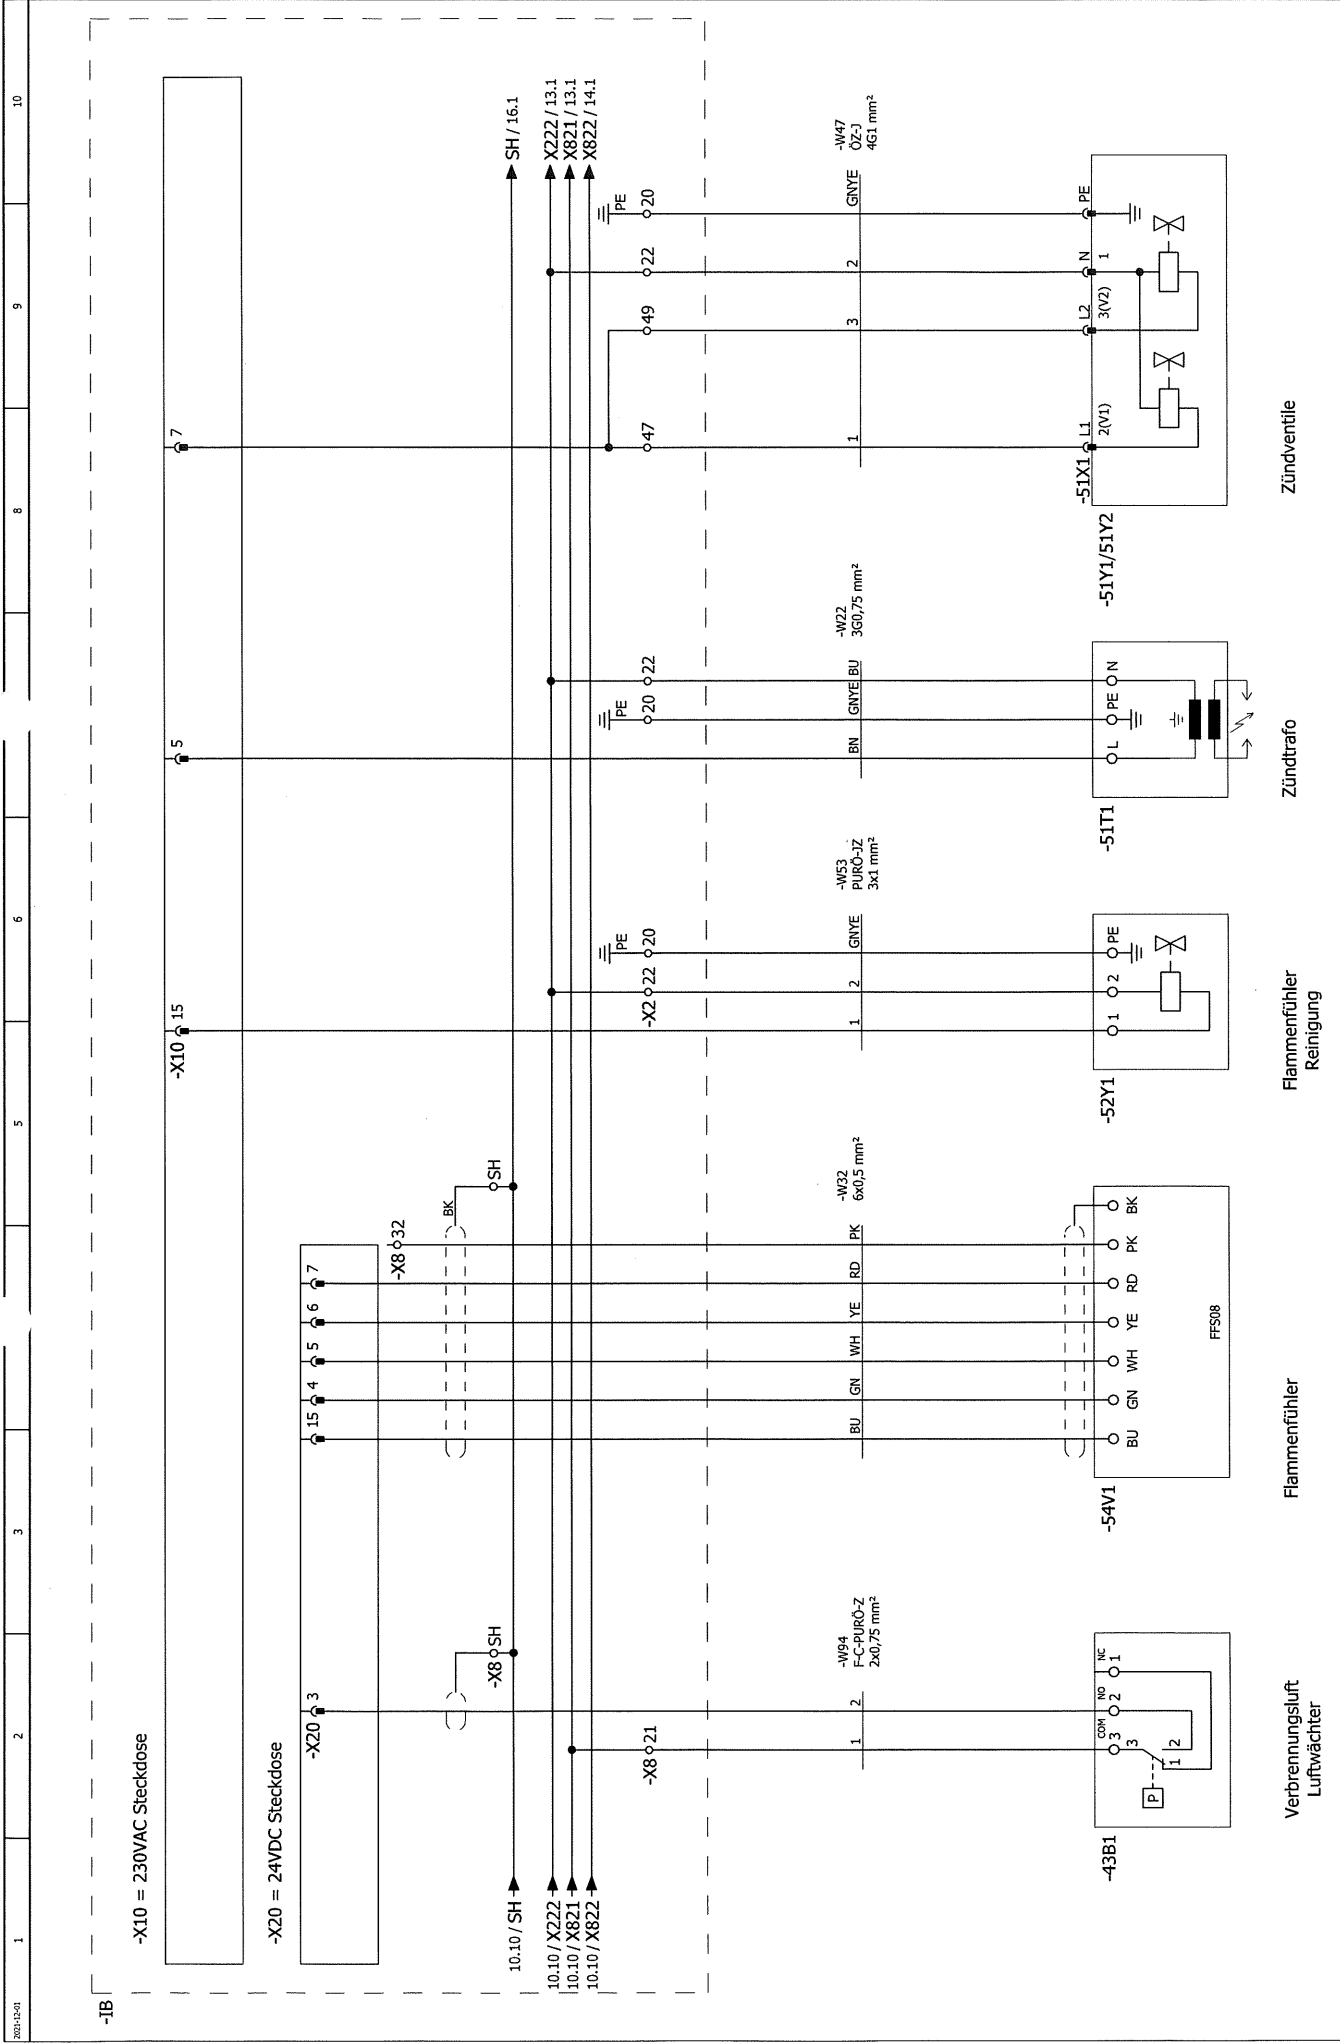 2021-12-01
1
2
3
5
6
8
9
10
-IB
-X10 = 230VAC Steckdose
-X10
15
5
7
-X20 = 24VDC Steckdose
-X20
3
15
4
5
6
7
-X8
32
BK
-X8
SH
SH
10.10 / SH
SH / 16.1
10.10 / X222
X222 / 13.1
10.10 / X821
X821 / 13.1
10.10 / X822
X822 / 14.1
PE
PE
PE
-X8
21
-X2
22
20
20
22
47
49
22
20
-W94
F-C-PURÖ-Z
2x0,75 mm²
1
2
-W32
6x0,5 mm²
BU
GN
WH
YE
RD
PK
-W53
PURÖ-JZ
3x1 mm²
1
2
GNYE
-W22
3G0,75 mm²
BN
GNYE
BU
-W47
ÖZ-J
4G1 mm²
1
3
2
GNYE
-43B1
COM
NO
NC
3
2
1
3
1
2
P
Verbrennungsluft
Luftwächter
-54V1
BU
GN
WH
YE
RD
PK
BK
FFS08
Flammenfühler
-52Y1
1
2
PE
Flammenfühler
Reinigung
-51T1
L
PE
N
Zündtrafo
-51Y1/51Y2
-51X1
L1
L2
N
PE
2(V1)
3(V2)
1
Zündventile